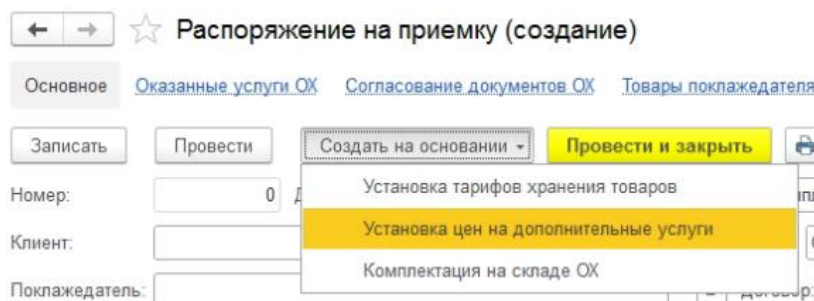 Распоряжение на приемку (создание)
Основное Оказанные услуги ОХ Согласование документов ОХ Товары поклажедателя
Записать Провести Создать на основании Провести и закрыть
Номер: 0
Установка тарифов хранения товаров
Клиент:
Установка цен на дополнительные услуги
Комплектация на складе ОХ
Поклажедатель: